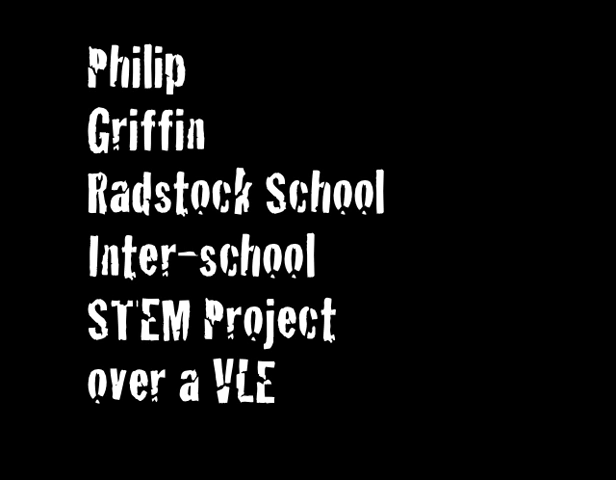 Philip
Griffin
Radstock School
Inter-school
STEM Project
over a VLE